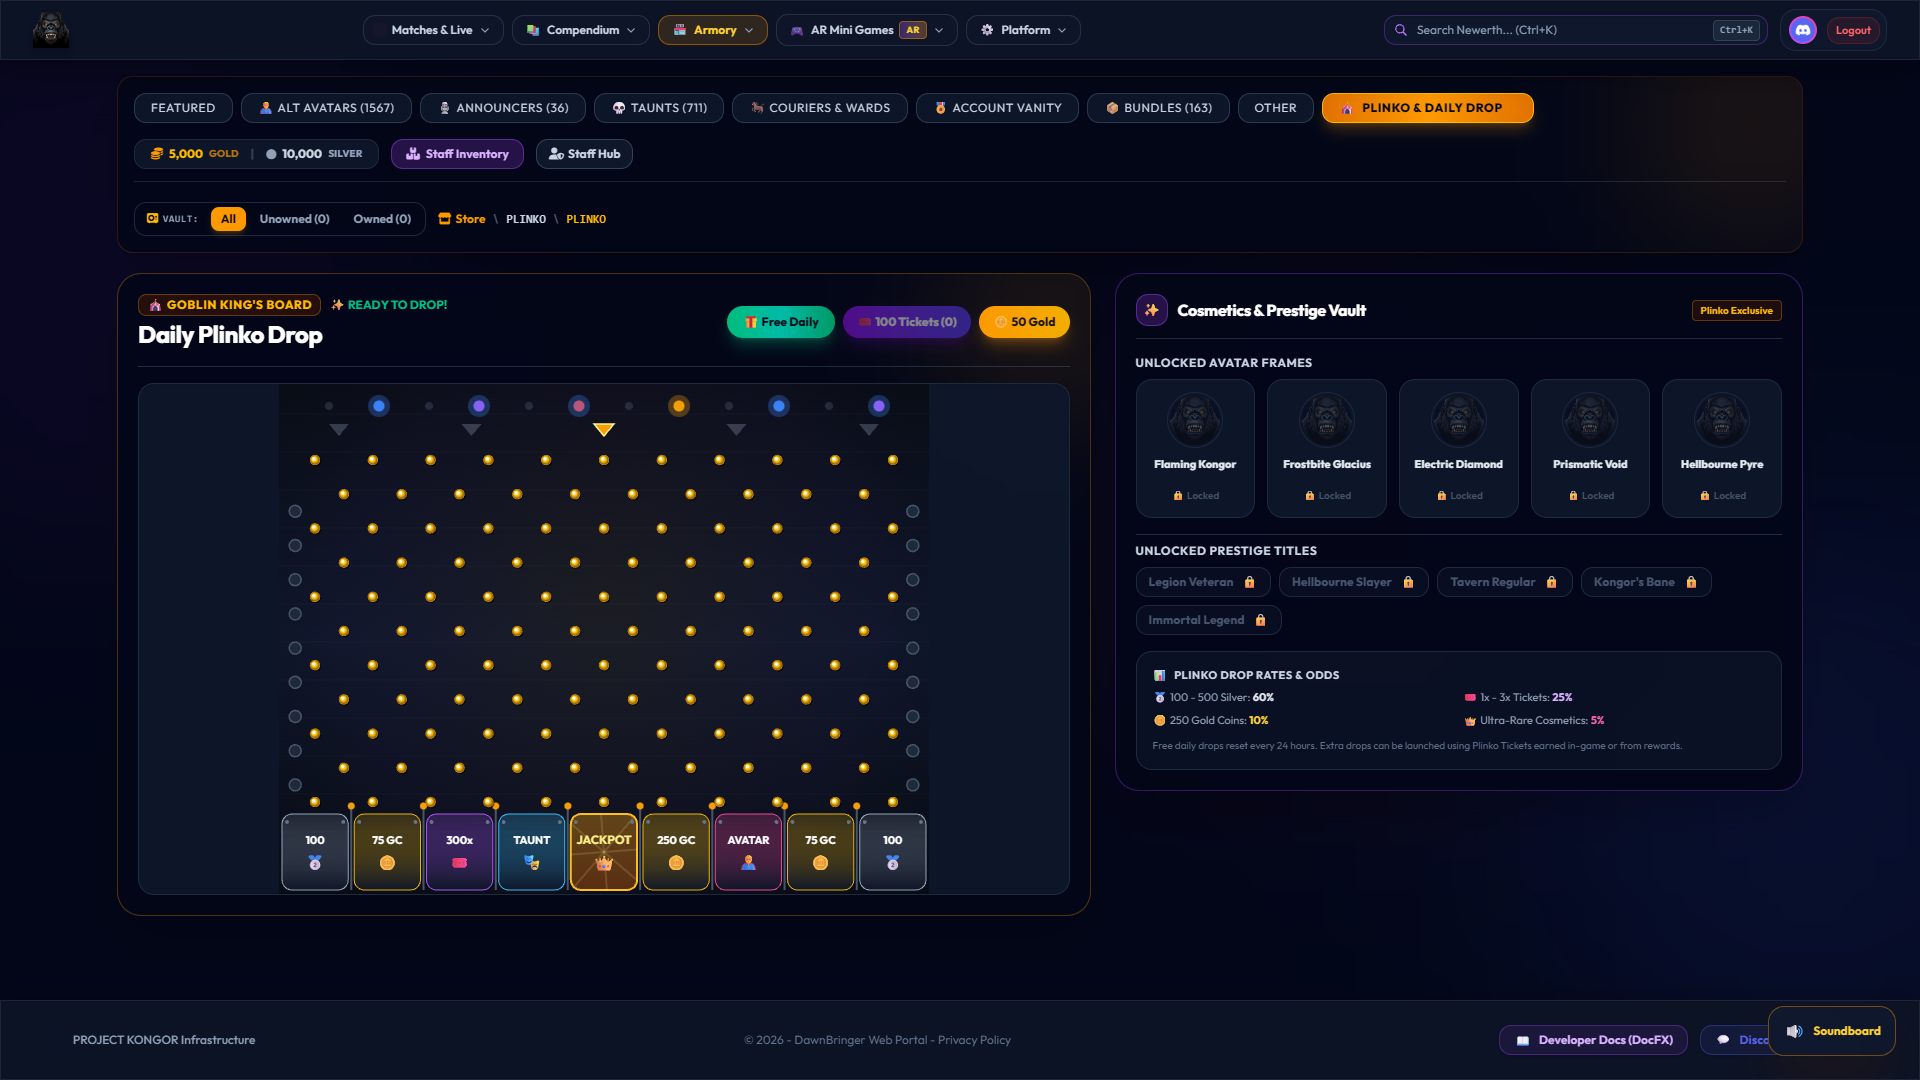 Matches & Live
Compendium
Armory
AR Mini Games AR
Platform
Search Newerth... (Ctrl+K) Ctrl+K
Logout
FEATURED
ALT AVATARS (1567)
ANNOUNCERS (36)
TAUNTS (711)
COURIERS & WARDS
ACCOUNT VANITY
BUNDLES (163)
OTHER
PLINKO & DAILY DROP
5,000 GOLD | 10,000 SILVER
Staff Inventory
Staff Hub
VAULT: All Unowned (0) Owned (0)
Store \ PLINKO \ PLINKO
GOBLIN KING'S BOARD
READY TO DROP!
Daily Plinko Drop
Free Daily
100 Tickets (0)
50 Gold
100
75 GC
300x
TAUNT
JACKPOT
250 GC
AVATAR
75 GC
100
Cosmetics & Prestige Vault
Plinko Exclusive
UNLOCKED AVATAR FRAMES
Flaming Kongor
Locked
Frostbite Glacius
Locked
Electric Diamond
Locked
Prismatic Void
Locked
Hellbourne Pyre
Locked
UNLOCKED PRESTIGE TITLES
Legion Veteran
Hellbourne Slayer
Tavern Regular
Kongor's Bane
Immortal Legend
PLINKO DROP RATES & ODDS
100 - 500 Silver: 60%
1x - 3x Tickets: 25%
250 Gold Coins: 10%
Ultra-Rare Cosmetics: 5%
Free daily drops reset every 24 hours. Extra drops can be launched using Plinko Tickets earned in-game or from rewards.
PROJECT KONGOR Infrastructure
© 2026 - DawnBringer Web Portal - Privacy Policy
Developer Docs (DocFX)
Disco
Soundboard